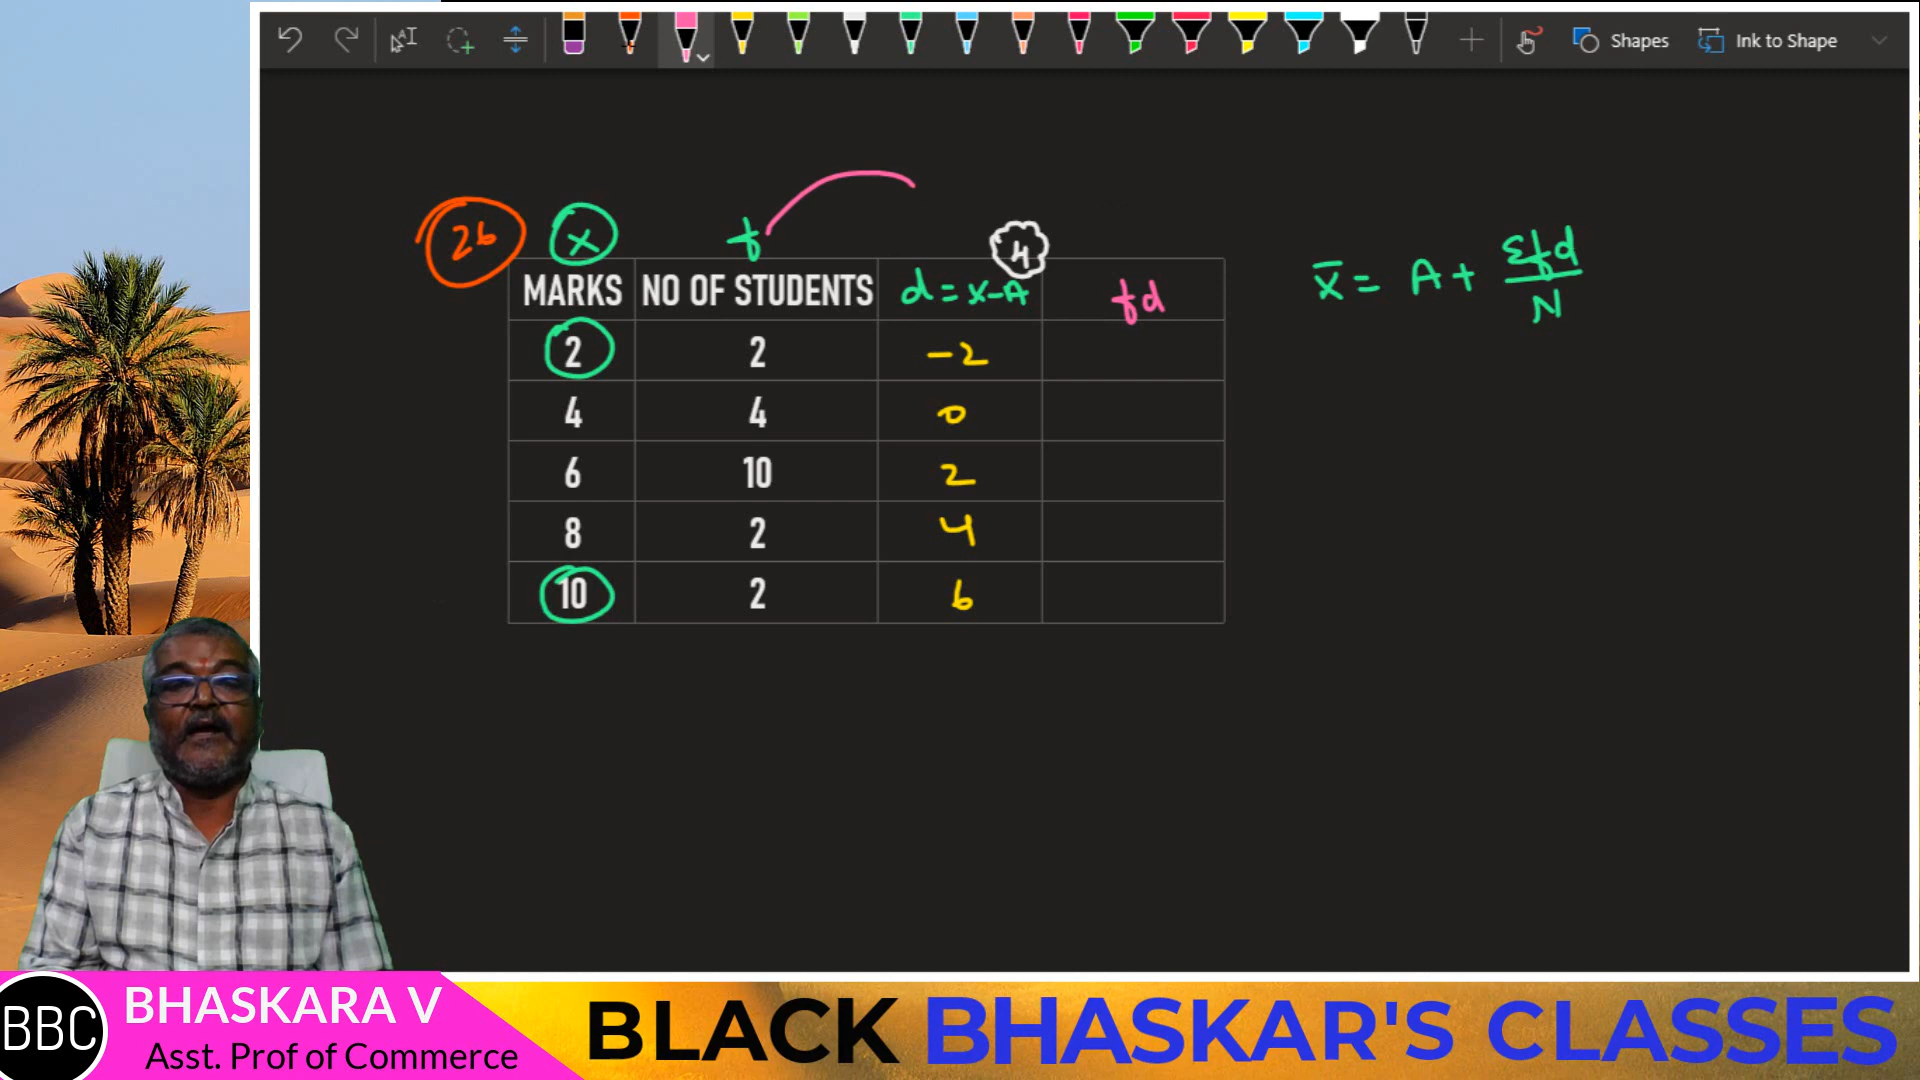 Shapes Ink to Shape
26 x f 4
MARKS NO OF STUDENTS d = x-A fd
x̄ = A + Σfd/N
2 2 -2
4 4 0
6 10 2
8 2 4
10 2 6
BBC BHASKARA V
Asst. Prof of Commerce
BLACK BHASKAR'S CLASSES